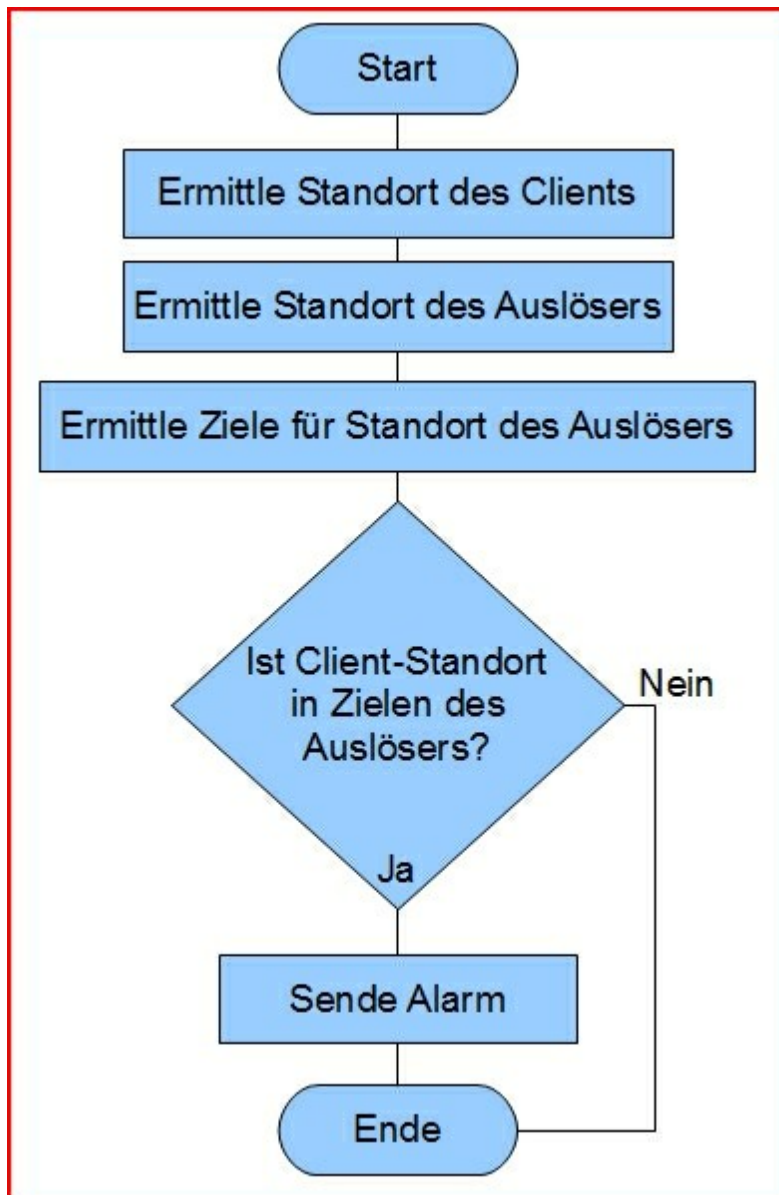 Start
Ermittle Standort des Clients
Ermittle Standort des Auslösers
Ermittle Ziele für Standort des Auslösers
Ist Client-Standort
in Zielen des
Auslösers?
Nein
Ja
Sende Alarm
Ende